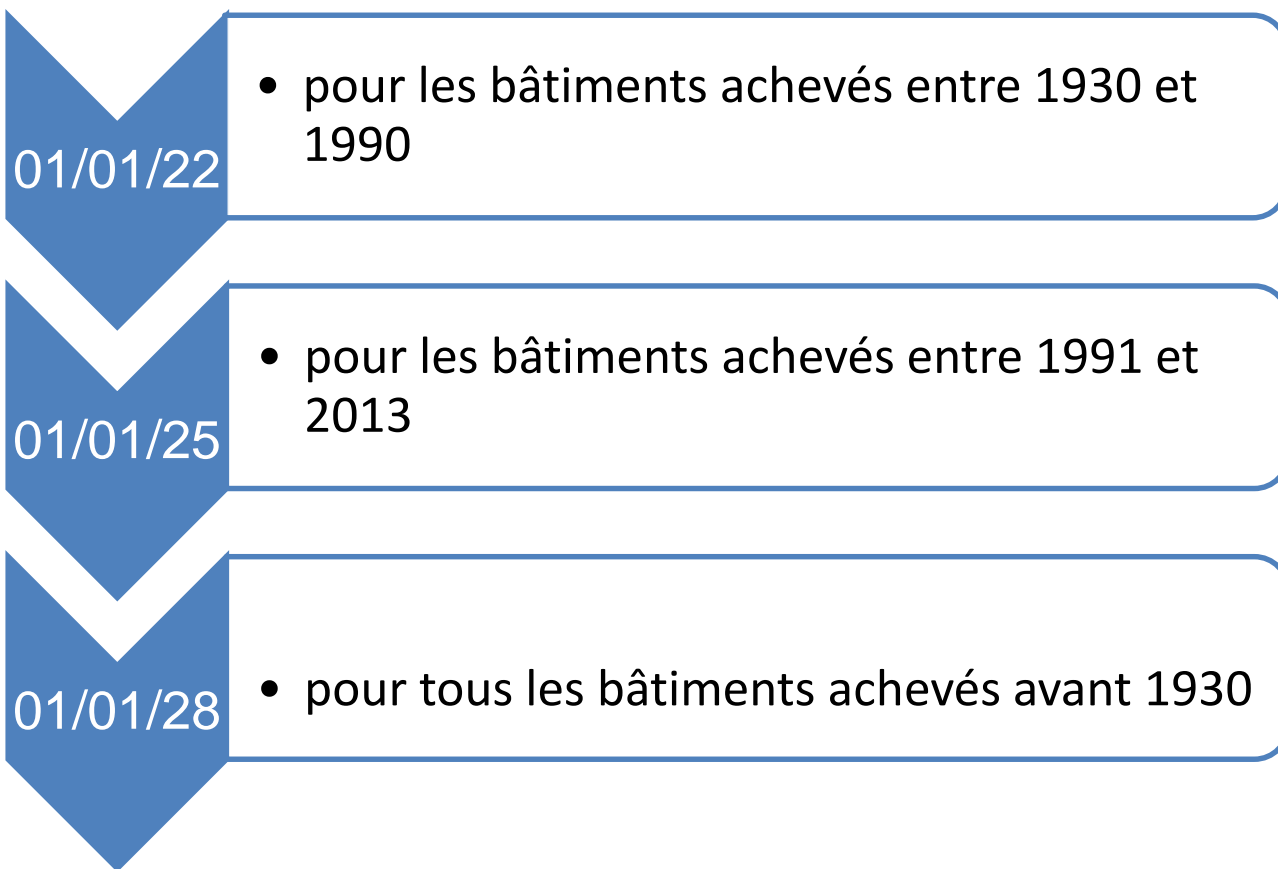 01/01/22
• pour les bâtiments achevés entre 1930 et
1990
01/01/25
• pour les bâtiments achevés entre 1991 et
2013
01/01/28
• pour tous les bâtiments achevés avant 1930